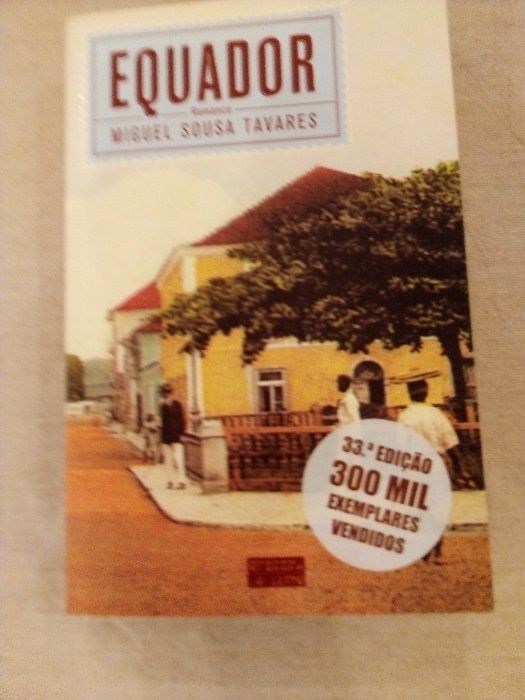 EQUADOR
Romance
MIGUEL SOUSA TAVARES
33.ª EDIÇÃO
300 MIL
EXEMPLARES
VENDIDOS